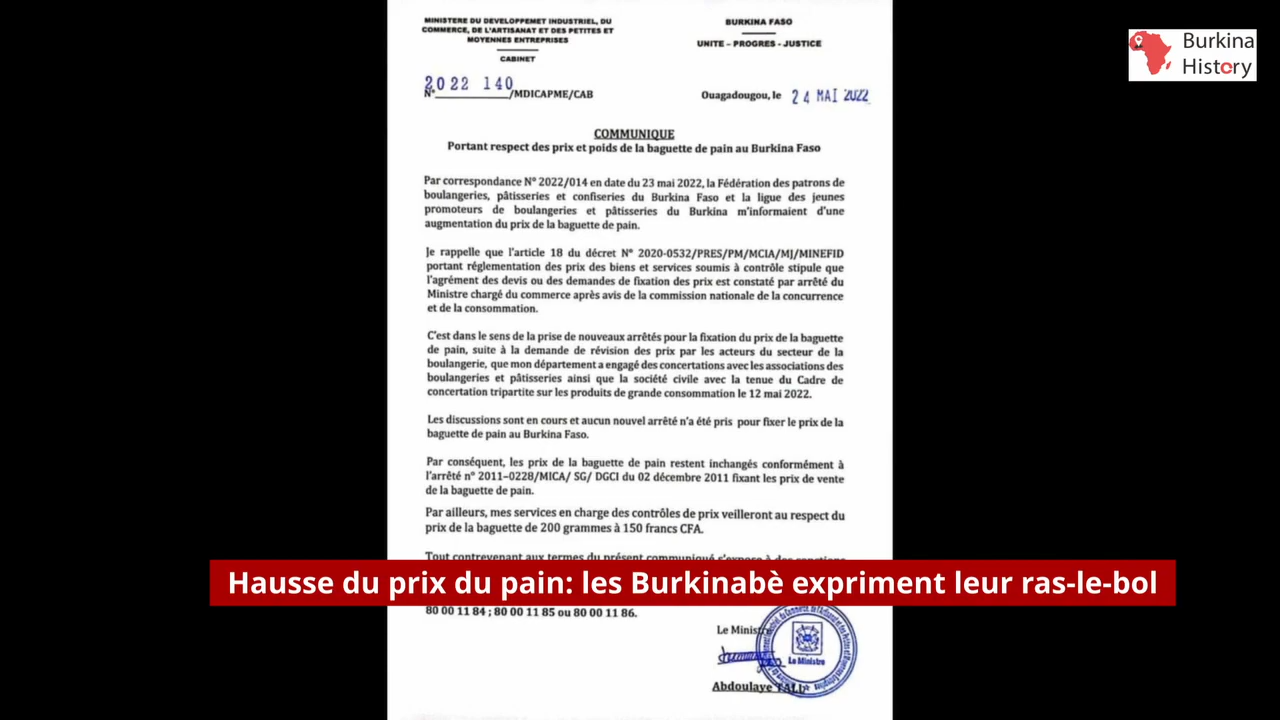 MINISTERE DU DEVELOPPEMET INDUSTRIEL, DU
COMMERCE, DE L'ARTISANAT ET DES PETITES ET
MOYENNES ENTREPRISES
CABINET
2022 140
N°__________/MDICAPME/CAB
BURKINA FASO
UNITE – PROGRES - JUSTICE
Ouagadougou, le 24 MAI 2022
Burkina
History
COMMUNIQUE
Portant respect des prix et poids de la baguette de pain au Burkina Faso
Par correspondance N° 2022/014 en date du 23 mai 2022, la Fédération des patrons de
boulangeries, pâtisseries et confiseries du Burkina Faso et la ligue des jeunes
promoteurs de boulangeries et pâtisseries du Burkina m'informaient d'une
augmentation du prix de la baguette de pain.
Je rappelle que l'article 18 du décret N° 2020-0532/PRES/PM/MCIA/MJ/MINEFID
portant réglementation des prix des biens et services soumis à contrôle stipule que
l'agrément des devis ou des demandes de fixation des prix est constaté par arrêté du
Ministre chargé du commerce après avis de la commission nationale de la concurrence
et de la consommation.
C'est dans le sens de la prise de nouveaux arrêtés pour la fixation du prix de la baguette
de pain, suite à la demande de révision des prix par les acteurs du secteur de la
boulangerie, que mon département a engagé des concertations avec les associations des
boulangeries et pâtisseries ainsi que la société civile avec la tenue du Cadre de
concertation tripartite sur les produits de grande consommation le 12 mai 2022.
Les discussions sont en cours et aucun nouvel arrêté n'a été pris pour fixer le prix de la
baguette de pain au Burkina Faso.
Par conséquent, les prix de la baguette de pain restent inchangés conformément à
l'arrêté n° 2011–0228/MICA/ SG/ DGCI du 02 décembre 2011 fixant les prix de vente
de la baguette de pain.
Par ailleurs, mes services en charge des contrôles de prix veilleront au respect du
prix de la baguette de 200 grammes à 150 francs CFA.
Tout contrevenant aux termes du présent communiqué s'expose à des sanctions
Hausse du prix du pain: les Burkinabè expriment leur ras-le-bol
80 00 11 84 ; 80 00 11 85 ou 80 00 11 86.
Le Ministre
Le Ministre
Abdoulaye TALL